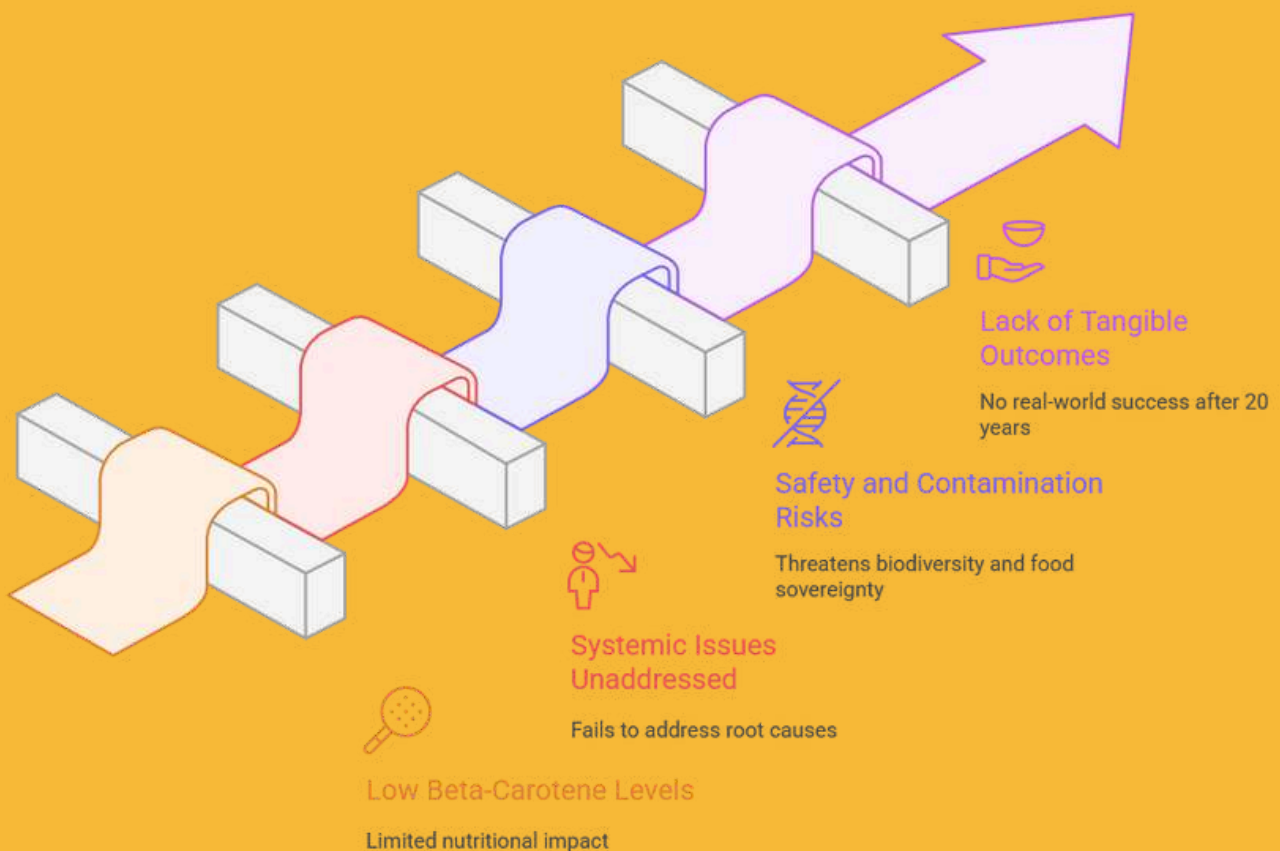 Lack of Tangible
Outcomes
No real-world success after 20
years
Safety and Contamination
Risks
Threatens biodiversity and food
sovereignty
Systemic Issues
Unaddressed
Fails to address root causes
Low Beta-Carotene Levels
Limited nutritional impact